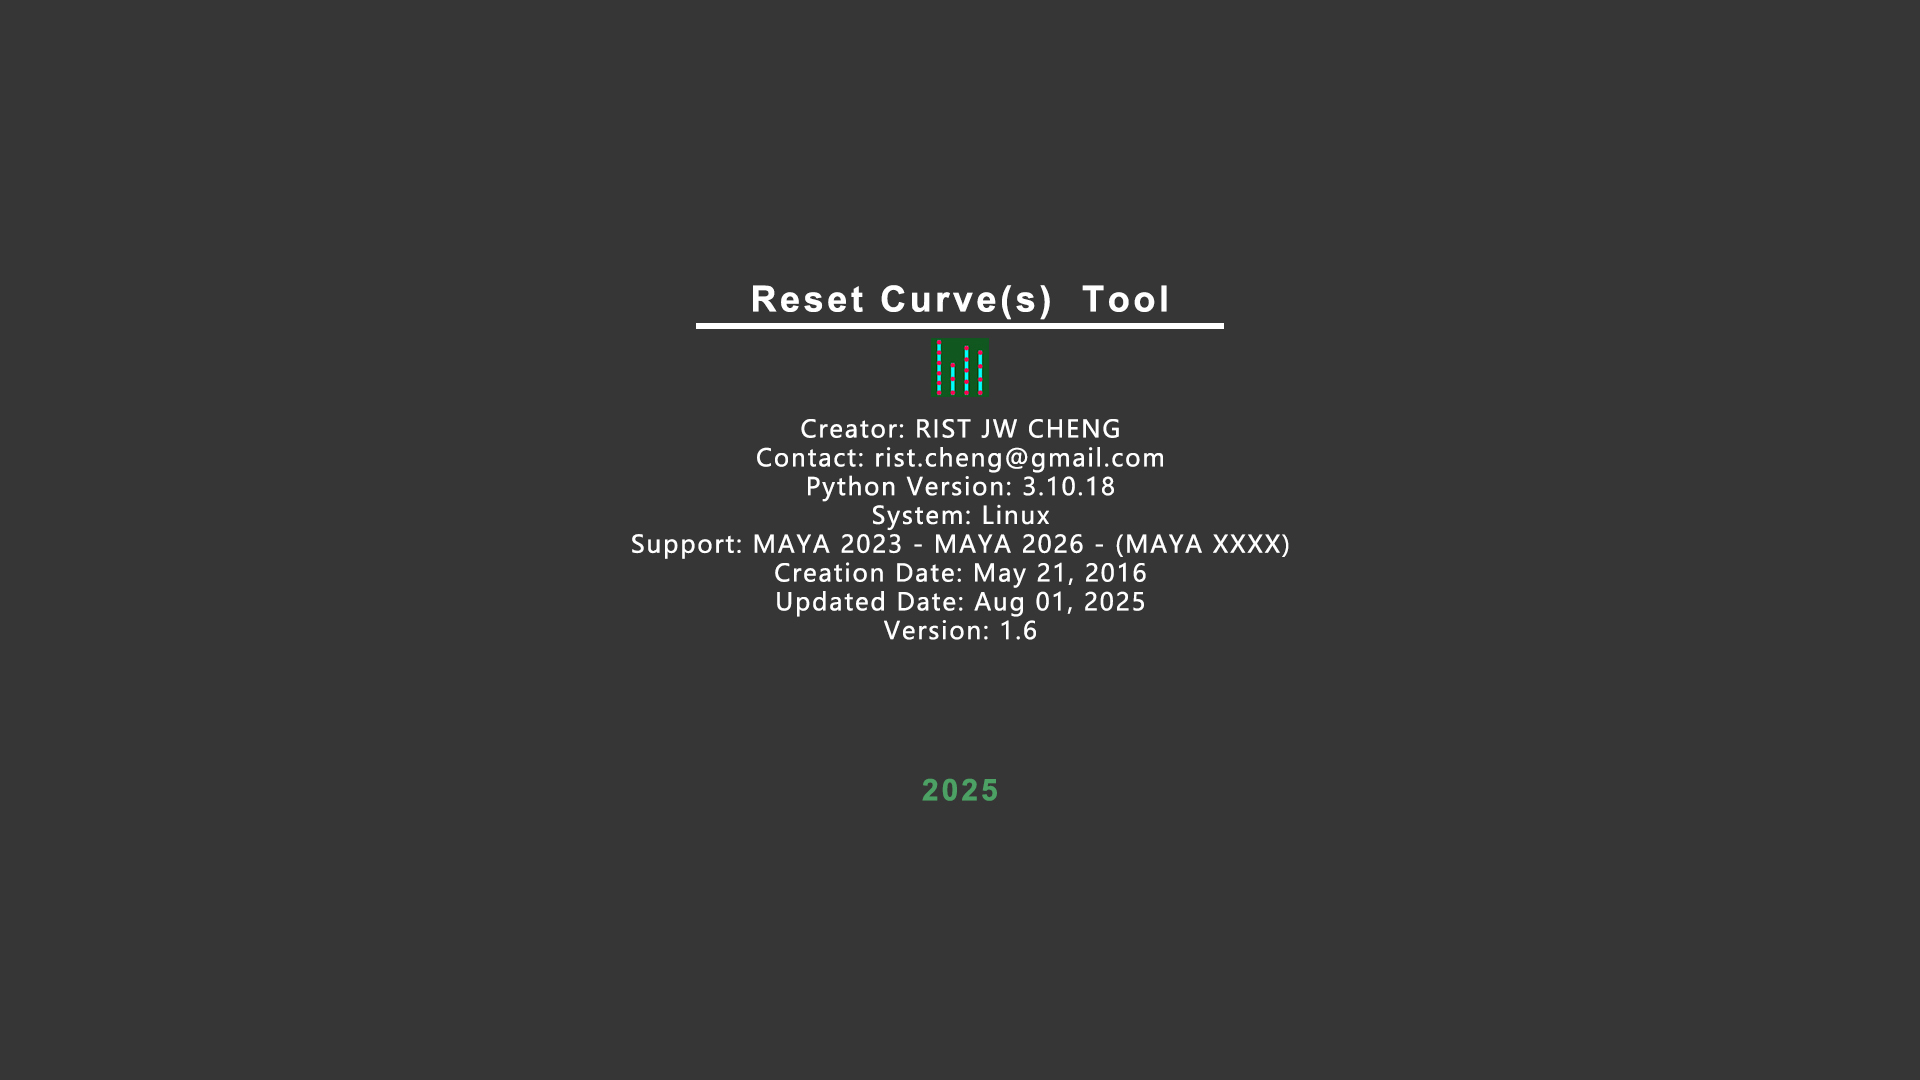 Reset Curve(s)  Tool
Creator: RIST JW CHENG
Contact: rist.cheng@gmail.com
Python Version: 3.10.18
System: Linux
Support: MAYA 2023 - MAYA 2026 - (MAYA XXXX)
Creation Date: May 21, 2016
Updated Date: Aug 01, 2025
Version: 1.6
2025